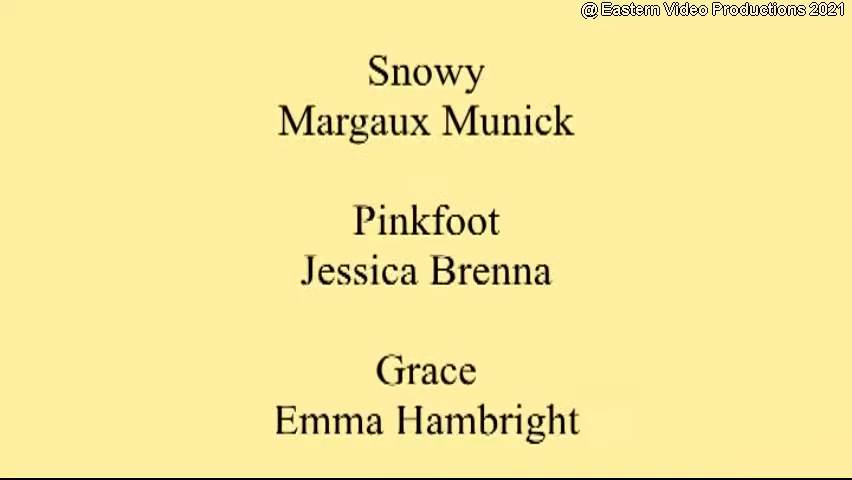 @ Eastern Video Productions 2021
Snowy
Margaux Munick
Pinkfoot
Jessica Brenna
Grace
Emma Hambright